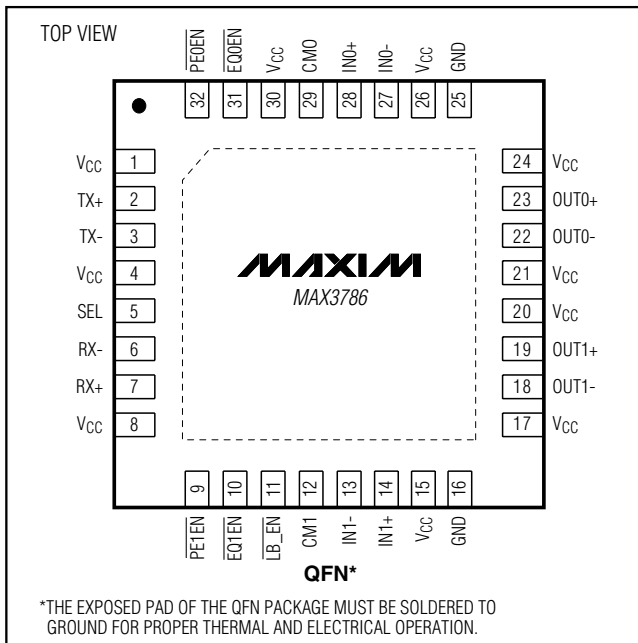 TOP VIEW
PE0EN
EQ0EN
VCC
CM0
IN0+
IN0-
VCC
GND
32
31
30
29
28
27
26
25
VCC 1
TX+ 2
TX- 3
VCC 4
SEL 5
RX- 6
RX+ 7
VCC 8
MAXIM
MAX3786
24 VCC
23 OUT0+
22 OUT0-
21 VCC
20 VCC
19 OUT1+
18 OUT1-
17 VCC
9
10
11
12
13
14
15
16
PE1EN
EQ1EN
LB_EN
CM1
IN1-
IN1+
VCC
GND
QFN*
*THE EXPOSED PAD OF THE QFN PACKAGE MUST BE SOLDERED TO
GROUND FOR PROPER THERMAL AND ELECTRICAL OPERATION.